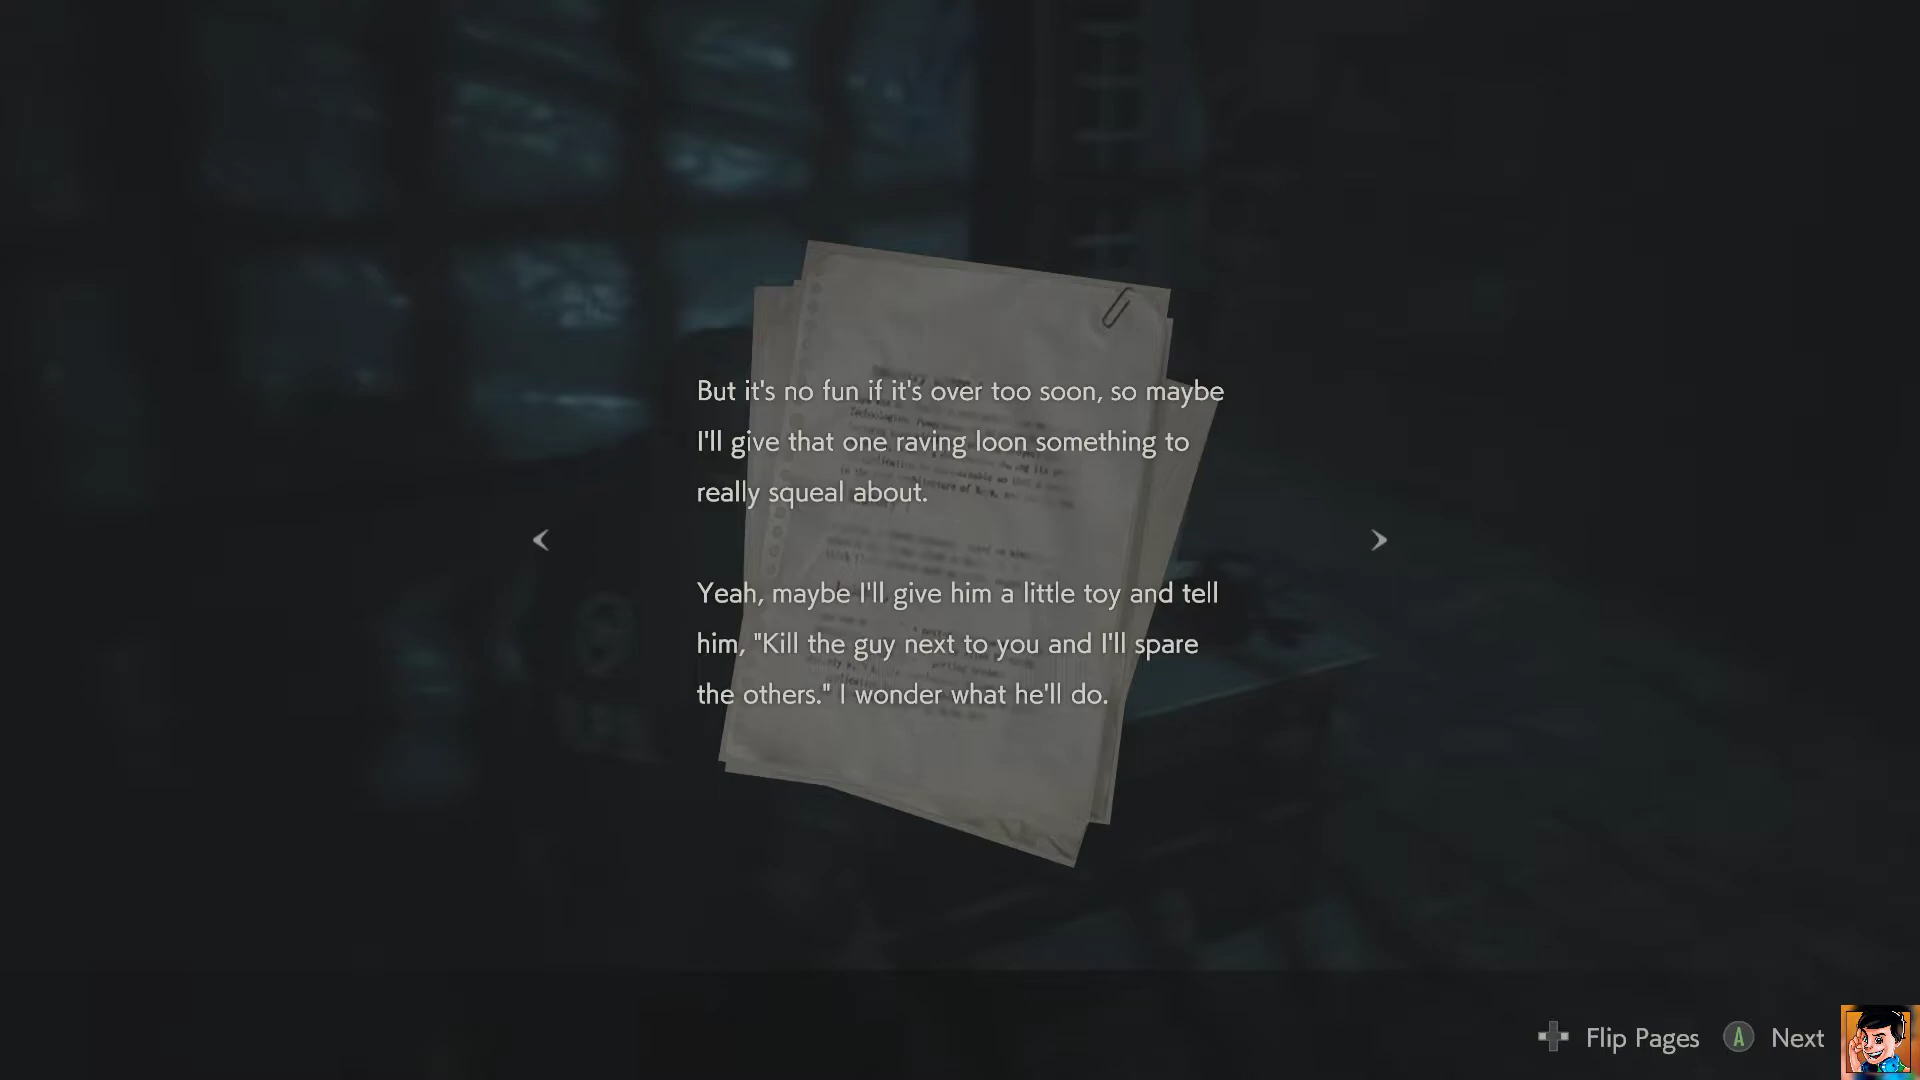 But it's no fun if it's over too soon, so maybe
I'll give that one raving loon something to
really squeal about.
Yeah, maybe I'll give him a little toy and tell
him, "Kill the guy next to you and I'll spare
the others." I wonder what he'll do.
Flip Pages A Next